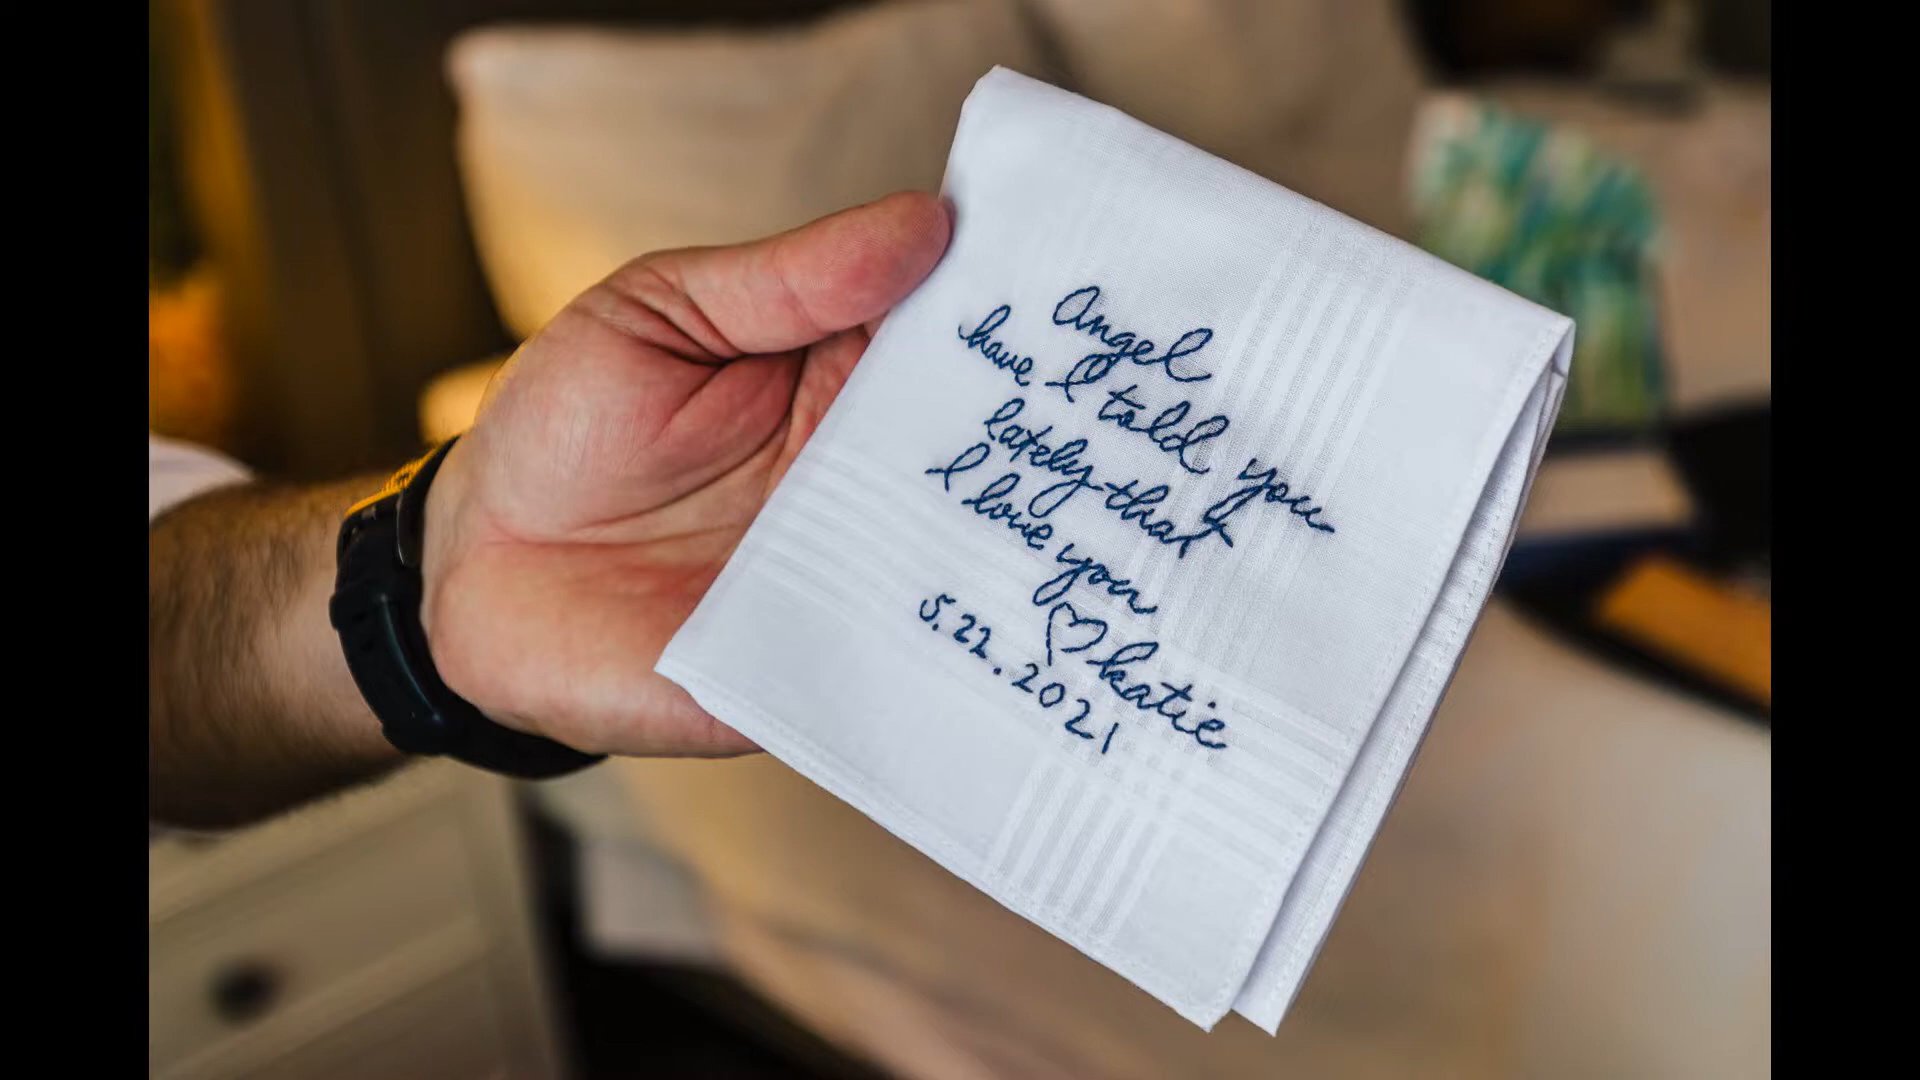 Angel
have I told you
lately that
I love you
♡ katie
5.22.2021